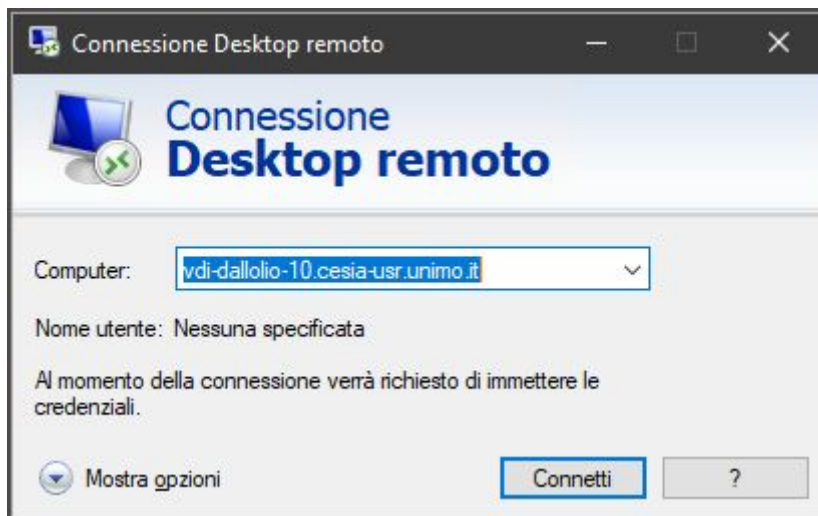 Connessione Desktop remoto
Connessione
Desktop remoto
Computer: vdi-dallolio-10.cesia-usr.unimo.it
Nome utente: Nessuna specificata
Al momento della connessione verrà richiesto di immettere le
credenziali.
Mostra opzioni Connetti ?